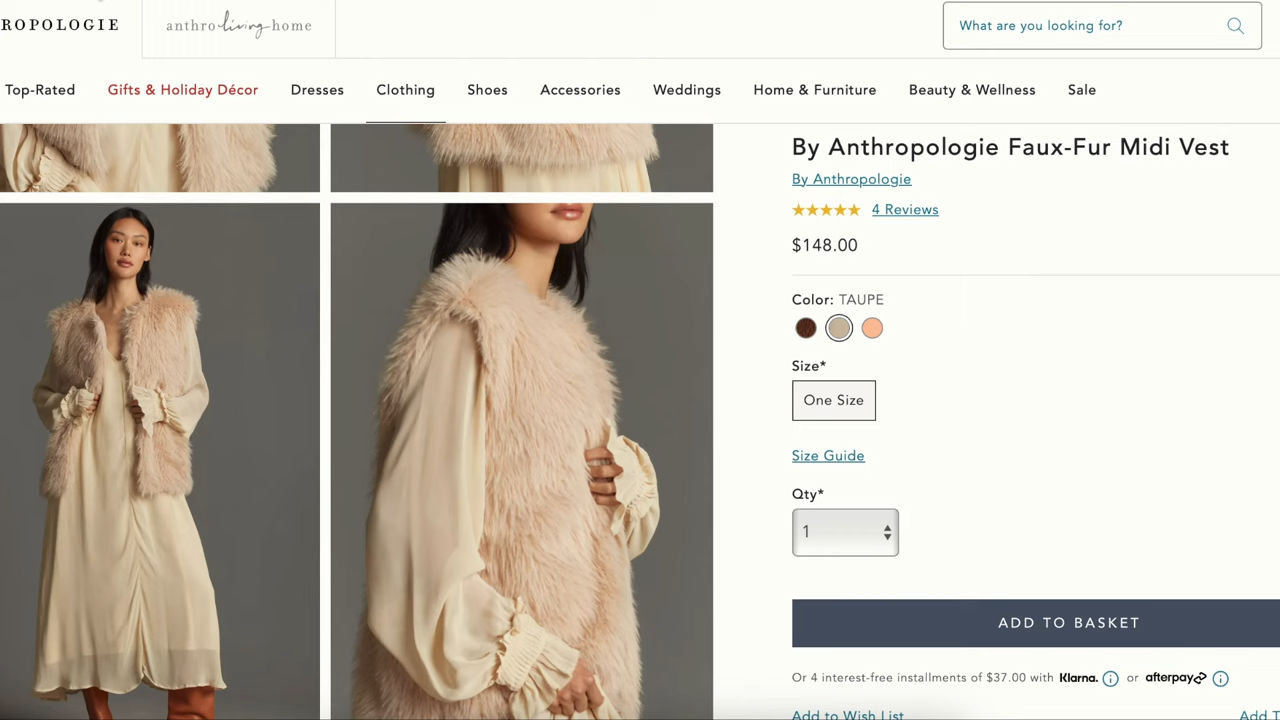 ROPOLOGIE
anthro living home
What are you looking for?
Top-Rated Gifts & Holiday Décor Dresses Clothing Shoes Accessories Weddings Home & Furniture Beauty & Wellness Sale
By Anthropologie Faux-Fur Midi Vest
By Anthropologie
4 Reviews
$148.00
Color: TAUPE
Size*
One Size
Size Guide
Qty*
1
ADD TO BASKET
Or 4 interest-free installments of $37.00 with Klarna. i or afterpay i
Add to Wish List Add T